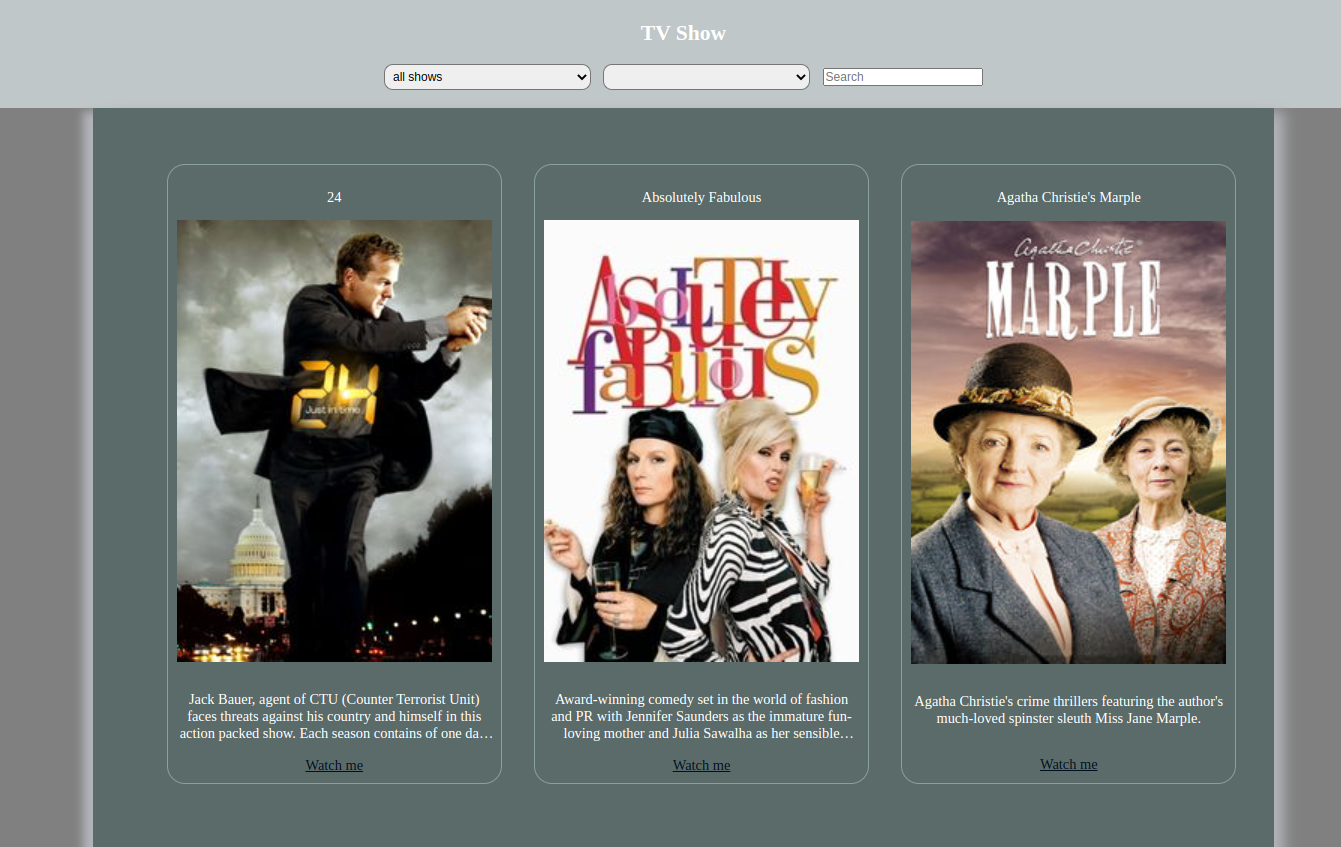 TV Show
all shows
Search
24
Absolutely Fabulous
Agatha Christie's Marple
24
Just in time.
AbsoluTely
fabulous
Agatha Christie
MARPLE
Jack Bauer, agent of CTU (Counter Terrorist Unit)
faces threats against his country and himself in this
action packed show. Each season contains of one da…
Watch me
Award-winning comedy set in the world of fashion
and PR with Jennifer Saunders as the immature fun-
loving mother and Julia Sawalha as her sensible…
Watch me
Agatha Christie's crime thrillers featuring the author's
much-loved spinster sleuth Miss Jane Marple.
Watch me